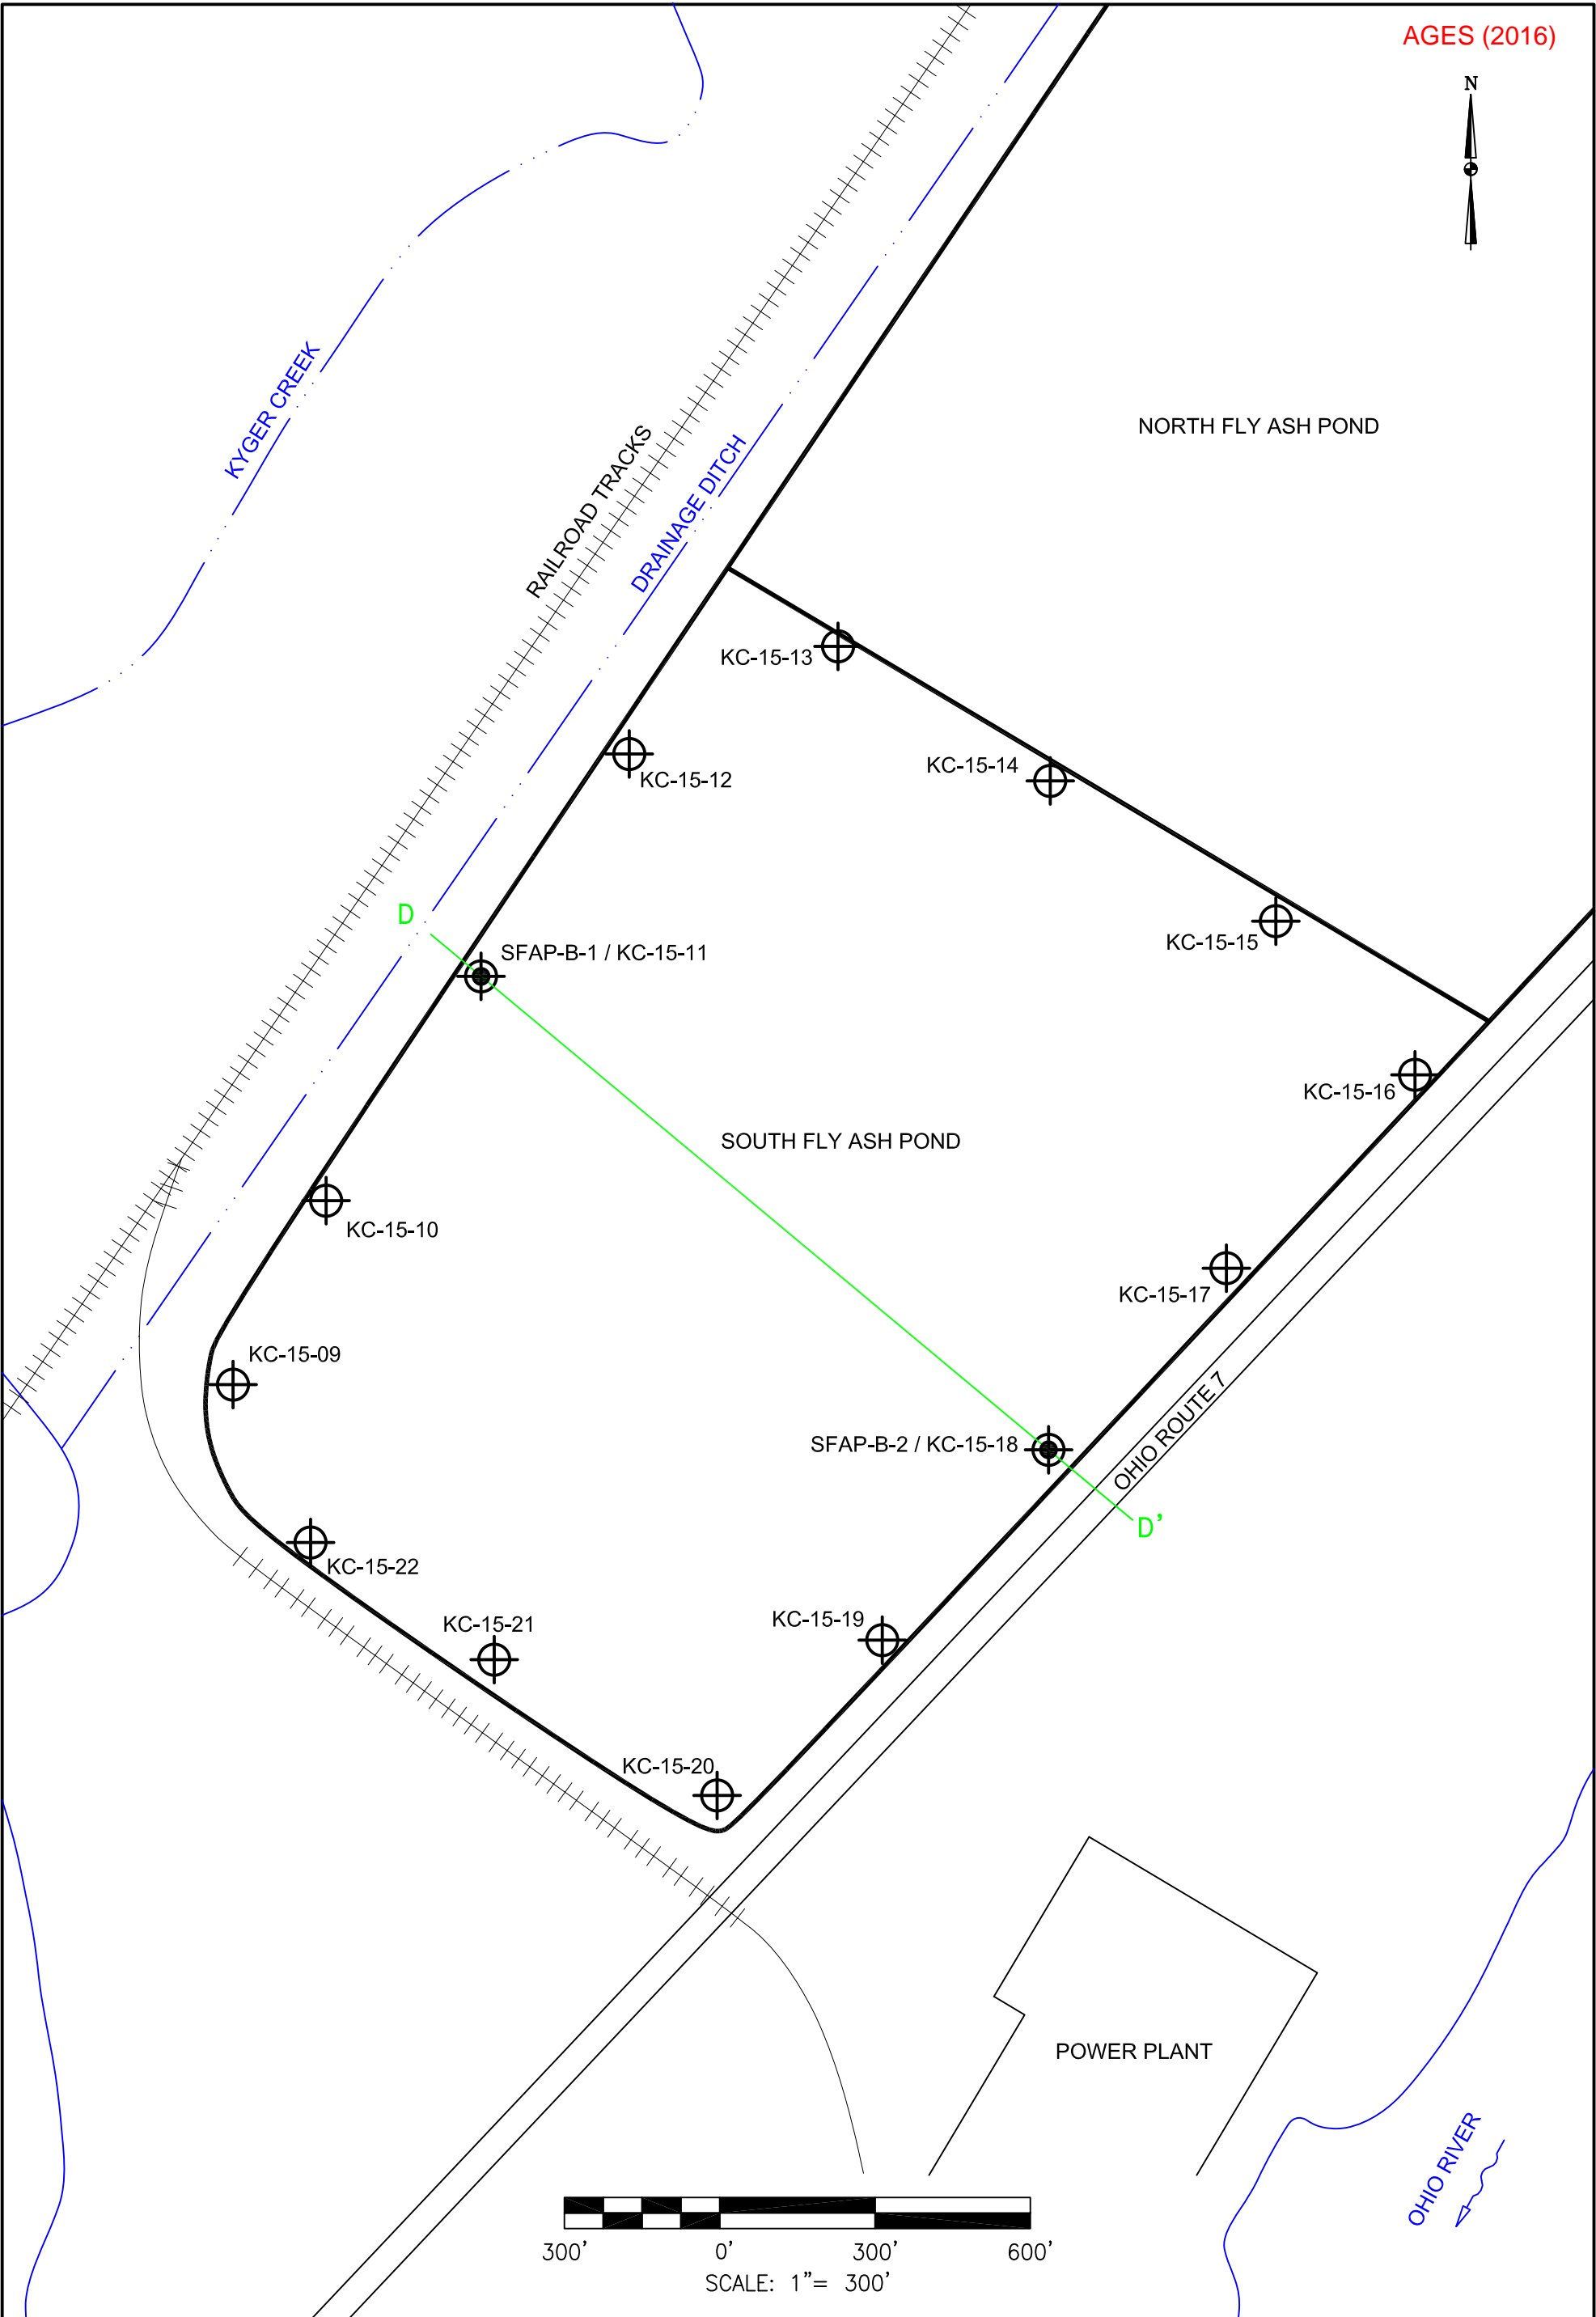 AGES (2016)
N
KYGER CREEK
RAILROAD TRACKS
DRAINAGE DITCH
NORTH FLY ASH POND
KC-15-13
KC-15-12
KC-15-14
KC-15-15
D
SFAP-B-1 / KC-15-11
KC-15-16
SOUTH FLY ASH POND
KC-15-10
KC-15-17
KC-15-09
SFAP-B-2 / KC-15-18
OHIO ROUTE 7
D'
KC-15-22
KC-15-21
KC-15-19
KC-15-20
POWER PLANT
OHIO RIVER
300' 0' 300' 600'
SCALE: 1"= 300'